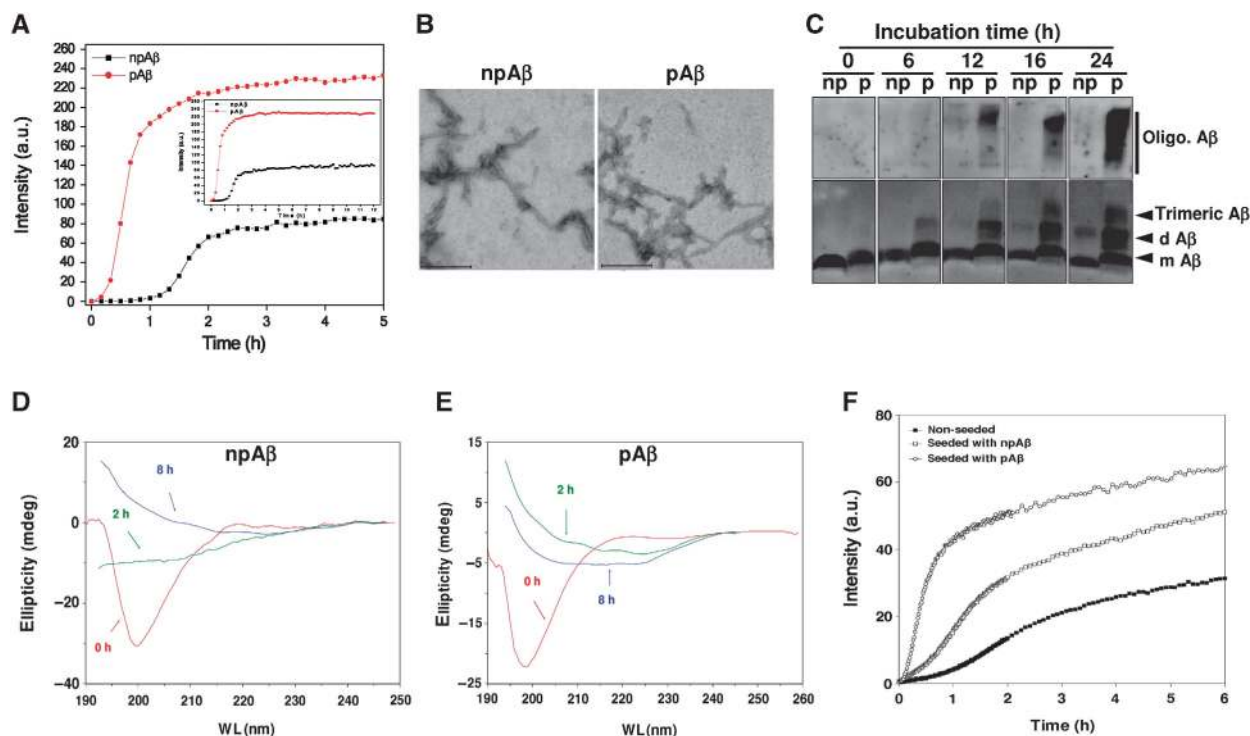 A
npAβ
pAβ
260
240
220
200
180
160
140
120
100
80
60
40
20
0
Intensity (a.u.)
0 1 2 3 4 5
Time (h)
npAβ
pAβ
Intensity (a.u.)
Time (h)
B
npAβ pAβ
C
Incubation time (h)
0 6 12 16 24
np p np p np p np p np p
Oligo. Aβ
Trimeric Aβ
d Aβ
m Aβ
D
npAβ
20
0
−20
−40
Ellipticity (mdeg)
8 h
2 h
0 h
190 200 210 220 230 240 250
WL (nm)
E
pAβ
15
5
−5
−15
−25
Ellipticity (mdeg)
2 h
0 h
8 h
190 200 210 220 230 240 250 260
WL (nm)
F
80
60
40
20
0
Intensity (a.u.)
Non-seeded
Seeded with npAβ
Seeded with pAβ
0 1 2 3 4 5 6
Time (h)